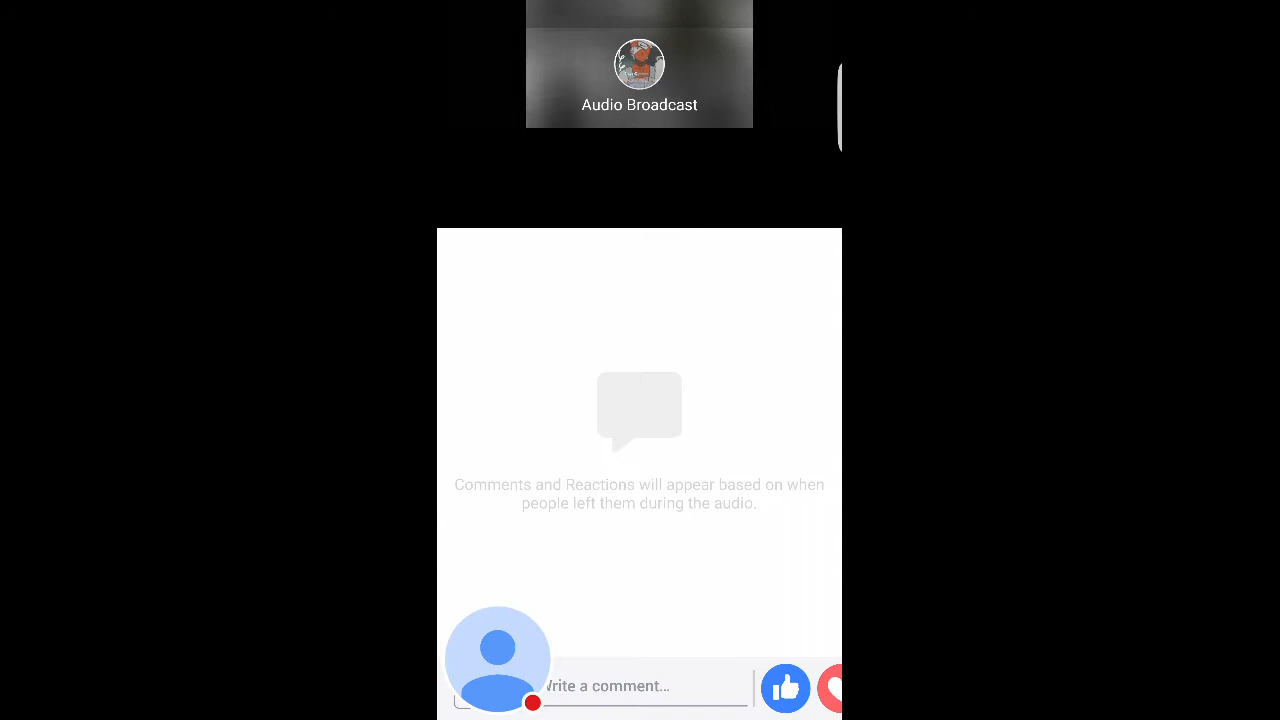 Audio Broadcast
Comments and Reactions will appear based on when
people left them during the audio.
Write a comment...